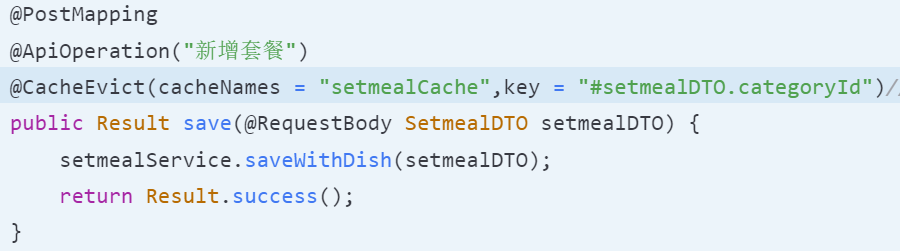 @PostMapping
@ApiOperation("新增套餐")
@CacheEvict(cacheNames = "setmealCache",key = "#setmealDTO.categoryId")//
public Result save(@RequestBody SetmealDTO setmealDTO) {
    setmealService.saveWithDish(setmealDTO);
    return Result.success();
}